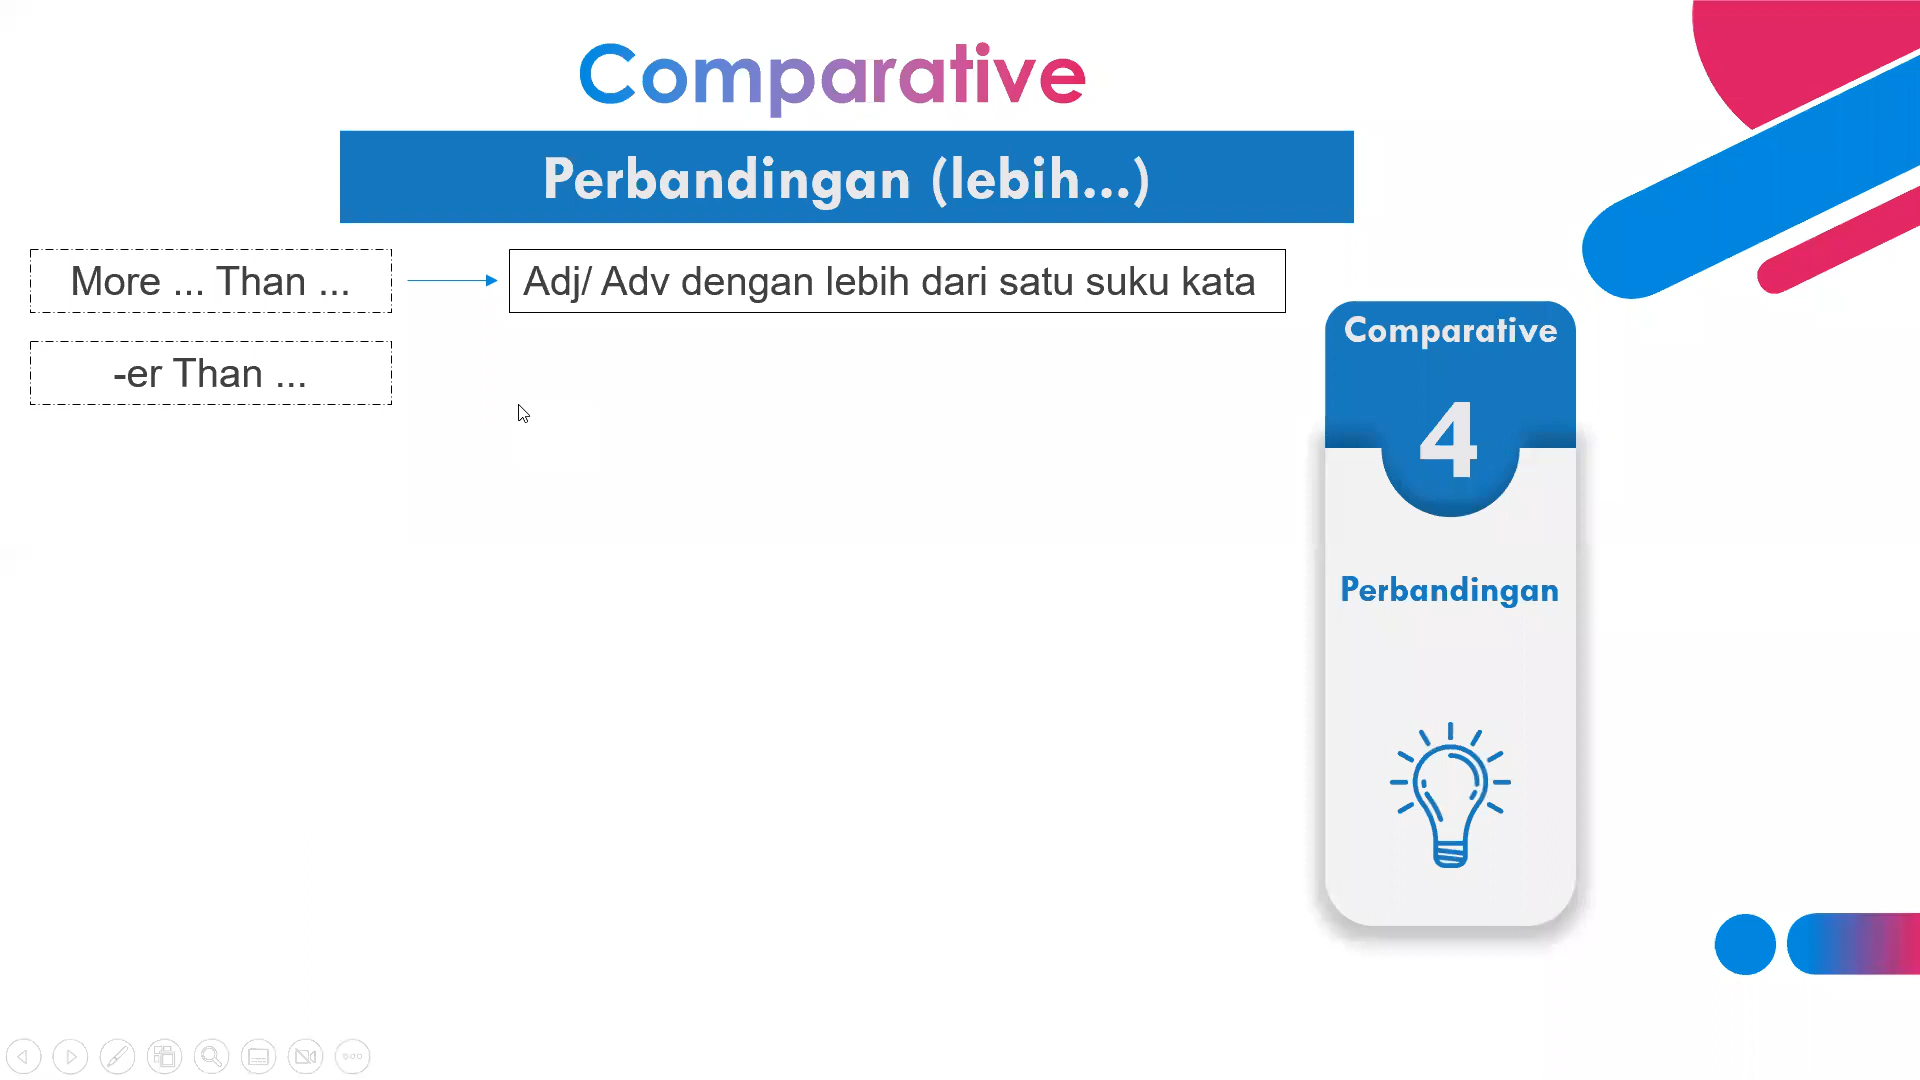 Comparative
Perbandingan (lebih...)
More ... Than ...
Adj/ Adv dengan lebih dari satu suku kata
-er Than ...
Comparative
4
Perbandingan